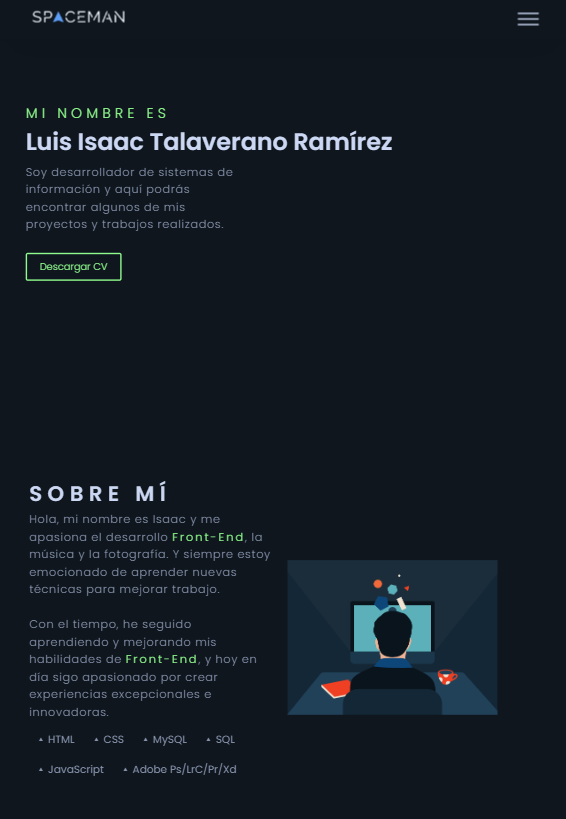 SPACEMAN
MI NOMBRE ES
Luis Isaac Talaverano Ramírez
Soy desarrollador de sistemas de
información y aquí podrás
encontrar algunos de mis
proyectos y trabajos realizados.
Descargar CV
SOBRE MÍ
Hola, mi nombre es Isaac y me
apasiona el desarrollo Front-End, la
música y la fotografía. Y siempre estoy
emocionado de aprender nuevas
técnicas para mejorar trabajo.
Con el tiempo, he seguido
aprendiendo y mejorando mis
habilidades de Front-End, y hoy en
día sigo apasionado por crear
experiencias excepcionales e
innovadoras.
HTML CSS MySQL SQL
JavaScript Adobe Ps/LrC/Pr/Xd